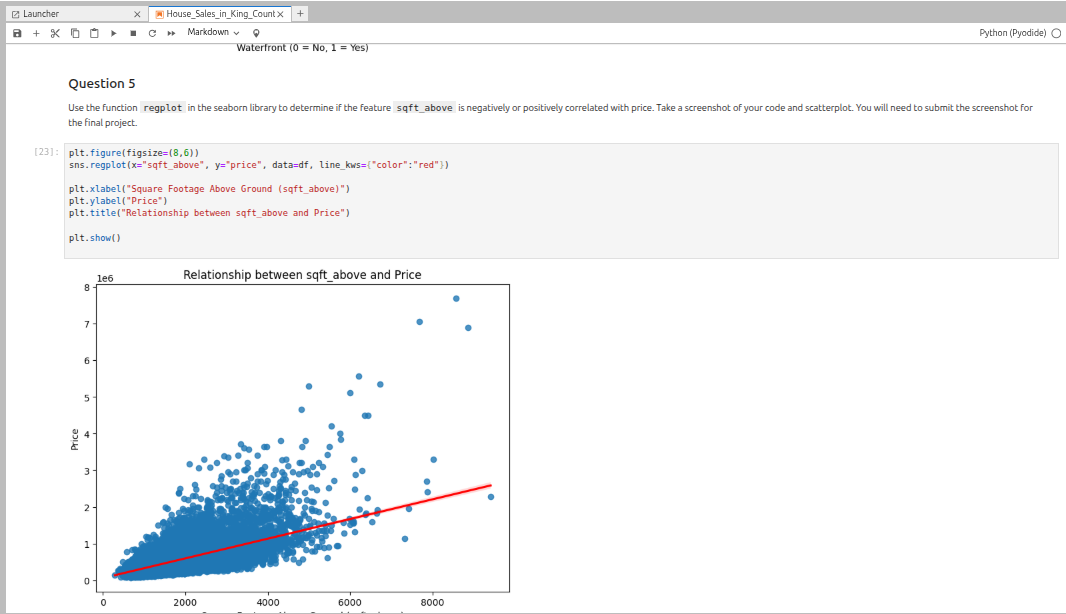 Launcher
House_Sales_in_King_Count
Markdown
Python (Pyodide)
Waterfront (0 = No, 1 = Yes)
Question 5
Use the function regplot in the seaborn library to determine if the feature sqft_above is negatively or positively correlated with price. Take a screenshot of your code and scatterplot. You will need to submit the screenshot for
the final project.
[23]:
plt.figure(figsize=(8,6))
sns.regplot(x="sqft_above", y="price", data=df, line_kws={"color":"red"})
plt.xlabel("Square Footage Above Ground (sqft_above)")
plt.ylabel("Price")
plt.title("Relationship between sqft_above and Price")
plt.show()
Relationship between sqft_above and Price
1e6
8
7
6
5
4
3
2
1
0
Price
0 2000 4000 6000 8000